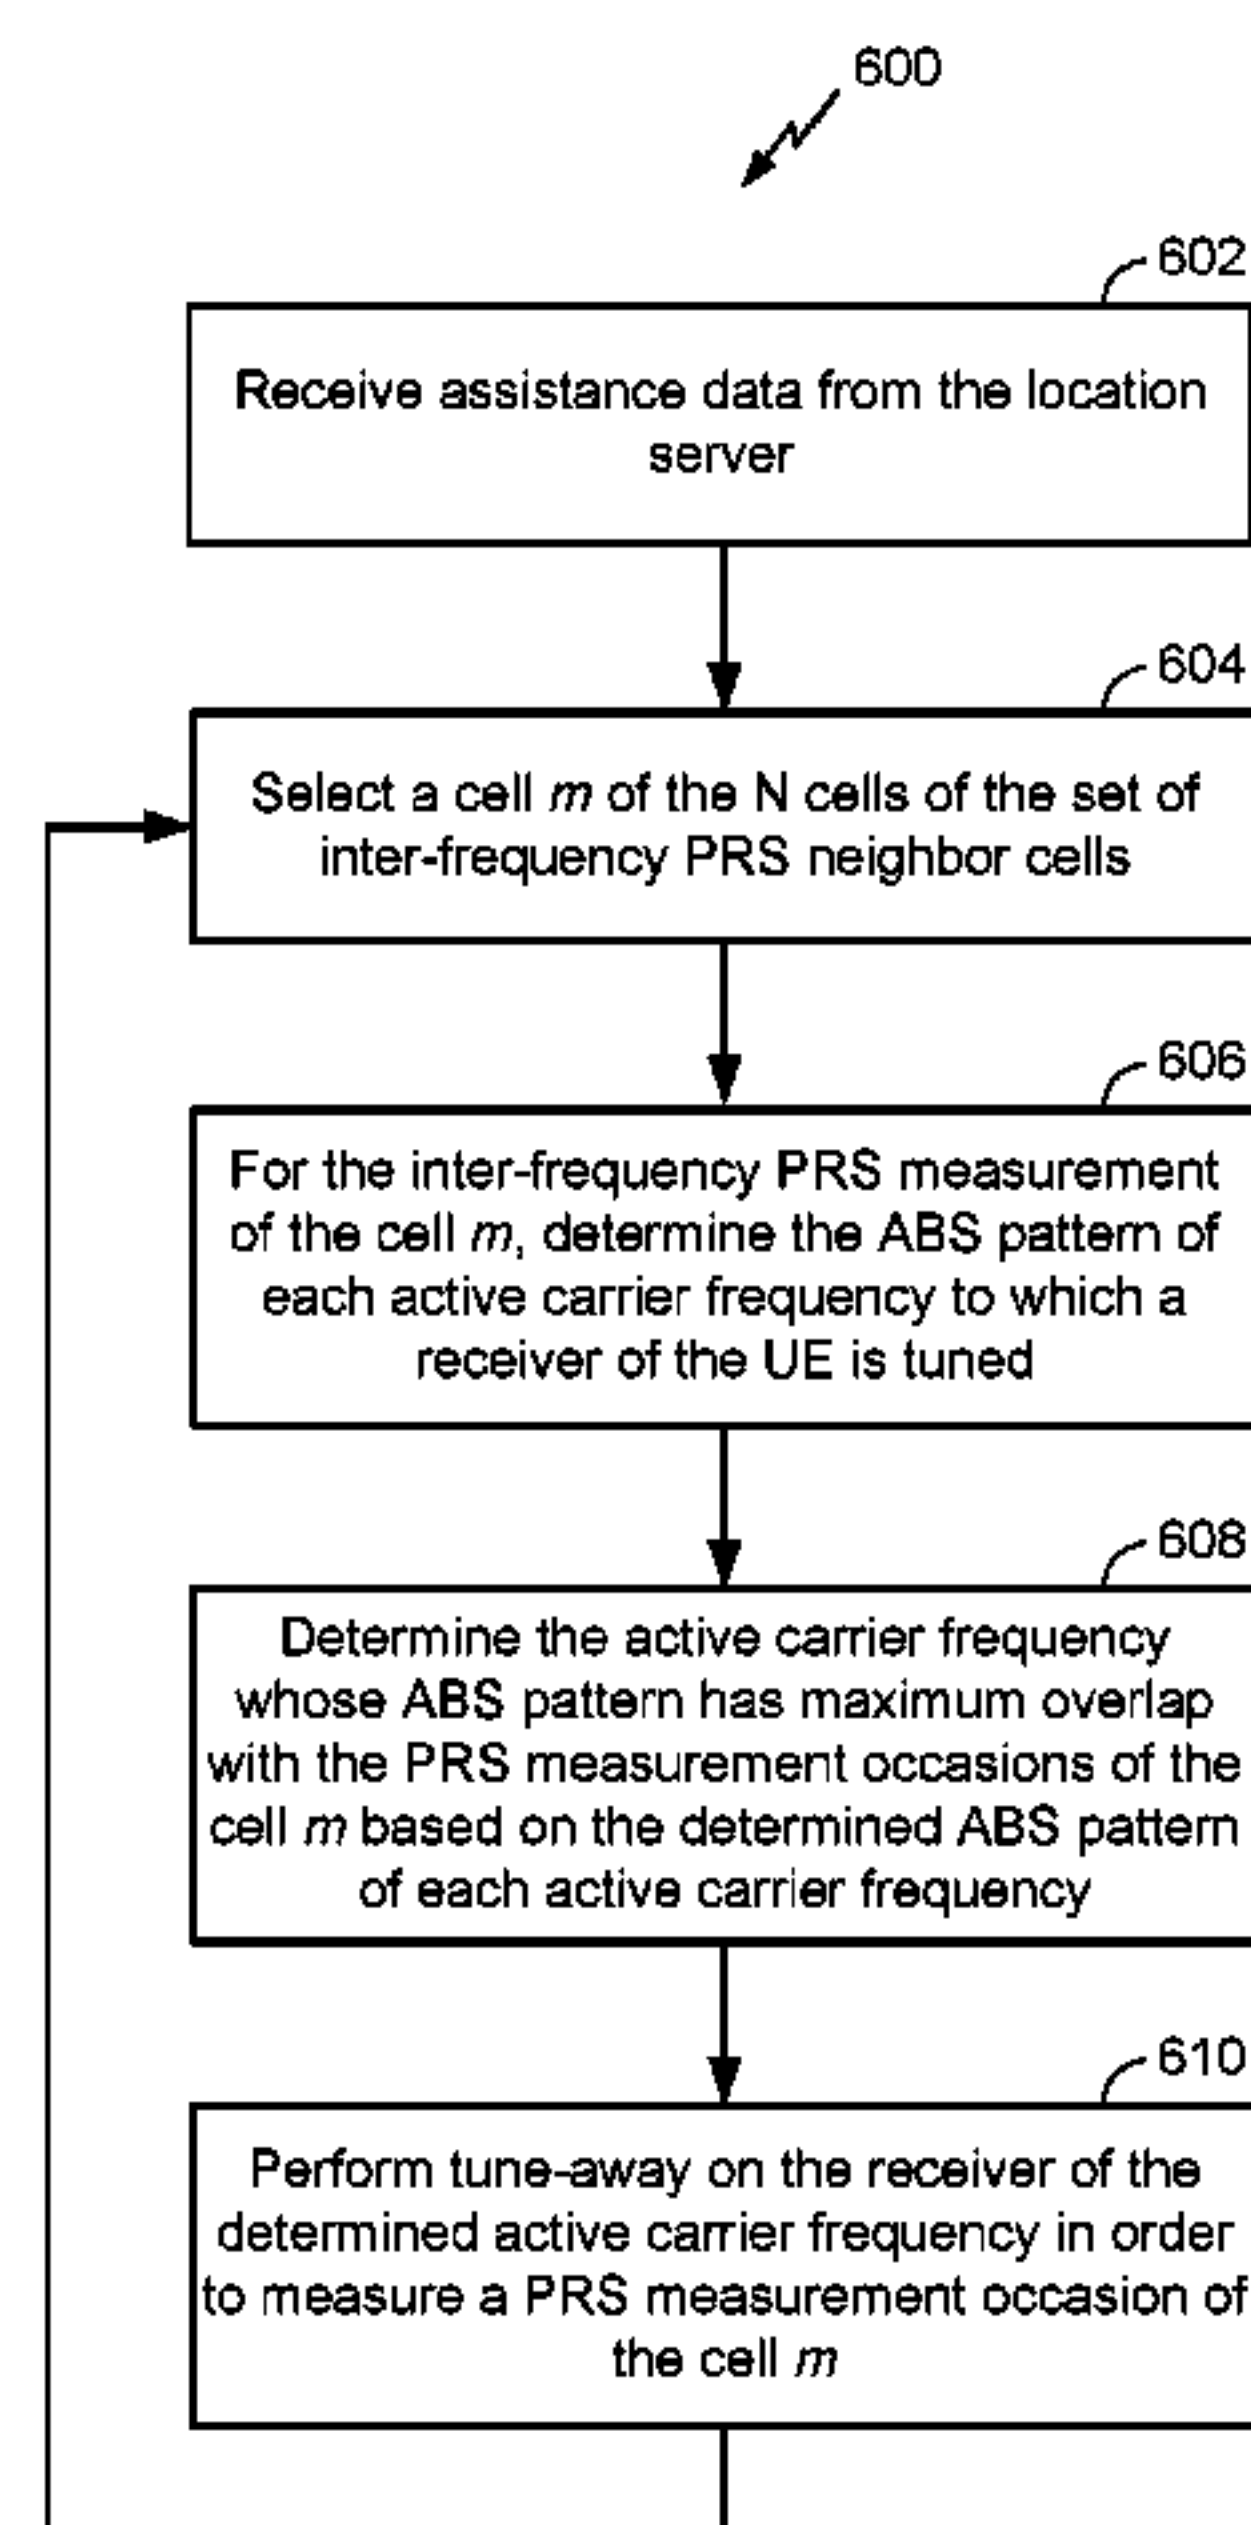 600
602
Receive assistance data from the location
server
604
Select a cell m of the N cells of the set of
inter-frequency PRS neighbor cells
606
For the inter-frequency PRS measurement
of the cell m, determine the ABS pattern of
each active carrier frequency to which a
receiver of the UE is tuned
608
Determine the active carrier frequency
whose ABS pattern has maximum overlap
with the PRS measurement occasions of the
cell m based on the determined ABS pattern
of each active carrier frequency
610
Perform tune-away on the receiver of the
determined active carrier frequency in order
to measure a PRS measurement occasion of
the cell m